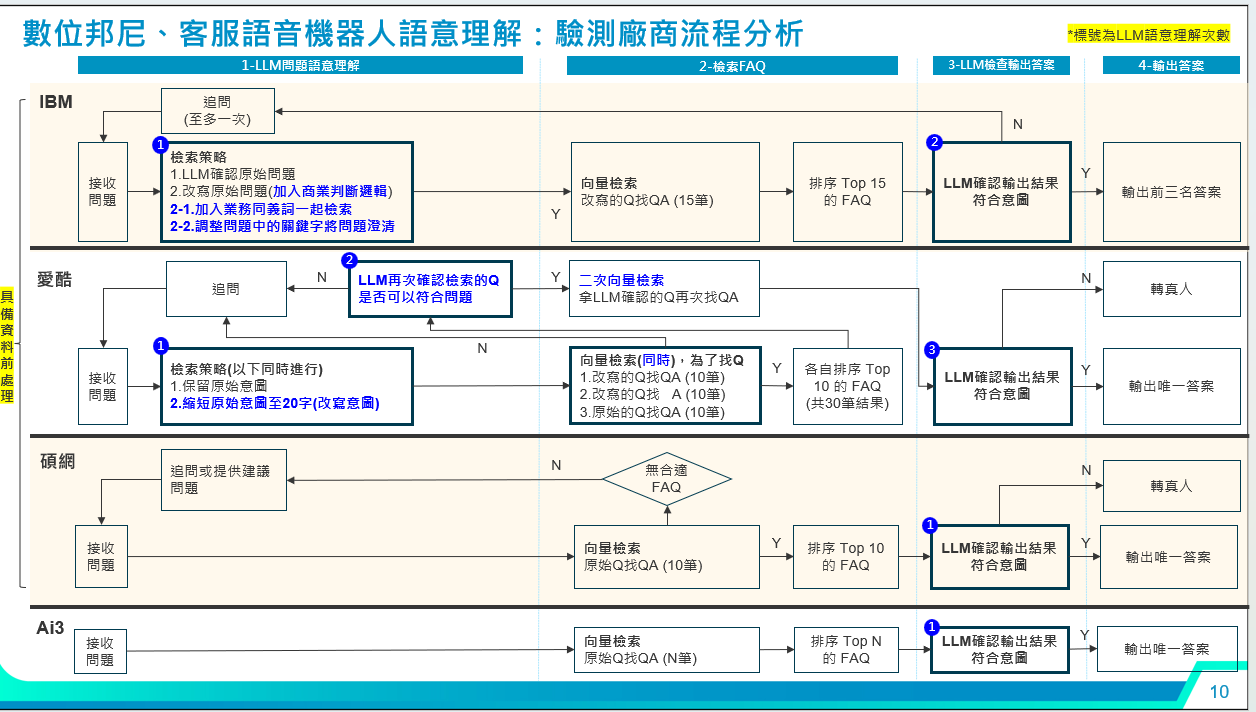 數位邦尼、客服語音機器人語意理解：驗測廠商流程分析
*標號為LLM語意理解次數
1-LLM問題語意理解
2-檢索FAQ
3-LLM檢查輸出答案
4-輸出答案
具備資料前處理
IBM
追問
(至多一次)
N
接收
問題
1
檢索策略
1.LLM確認原始問題
2.改寫原始問題(加入商業判斷邏輯)
2-1.加入業務同義詞一起檢索
2-2.調整問題中的關鍵字將問題澄清
Y
向量檢索
改寫的Q找QA (15筆)
排序 Top 15
的 FAQ
2
LLM確認輸出結果
符合意圖
Y
輸出前三名答案
愛酷
追問
N
2
LLM再次確認檢索的Q
是否可以符合問題
Y
二次向量檢索
拿LLM確認的Q再次找QA
N
轉真人
接收
問題
1
檢索策略(以下同時進行)
1.保留原始意圖
2.縮短原始意圖至20字(改寫意圖)
N
向量檢索(同時)，為了找Q
1.改寫的Q找QA (10筆)
2.改寫的Q找 A (10筆)
3.原始的Q找QA (10筆)
Y
各自排序 Top
10 的 FAQ
(共30筆結果)
3
LLM確認輸出結果
符合意圖
Y
輸出唯一答案
碩網
追問或提供建議
問題
N
無合適
FAQ
N
轉真人
接收
問題
向量檢索
原始Q找QA (10筆)
Y
排序 Top 10
的 FAQ
1
LLM確認輸出結果
符合意圖
Y
輸出唯一答案
Ai3
接收
問題
向量檢索
原始Q找QA (N筆)
排序 Top N
的 FAQ
1
LLM確認輸出結果
符合意圖
Y
輸出唯一答案
10